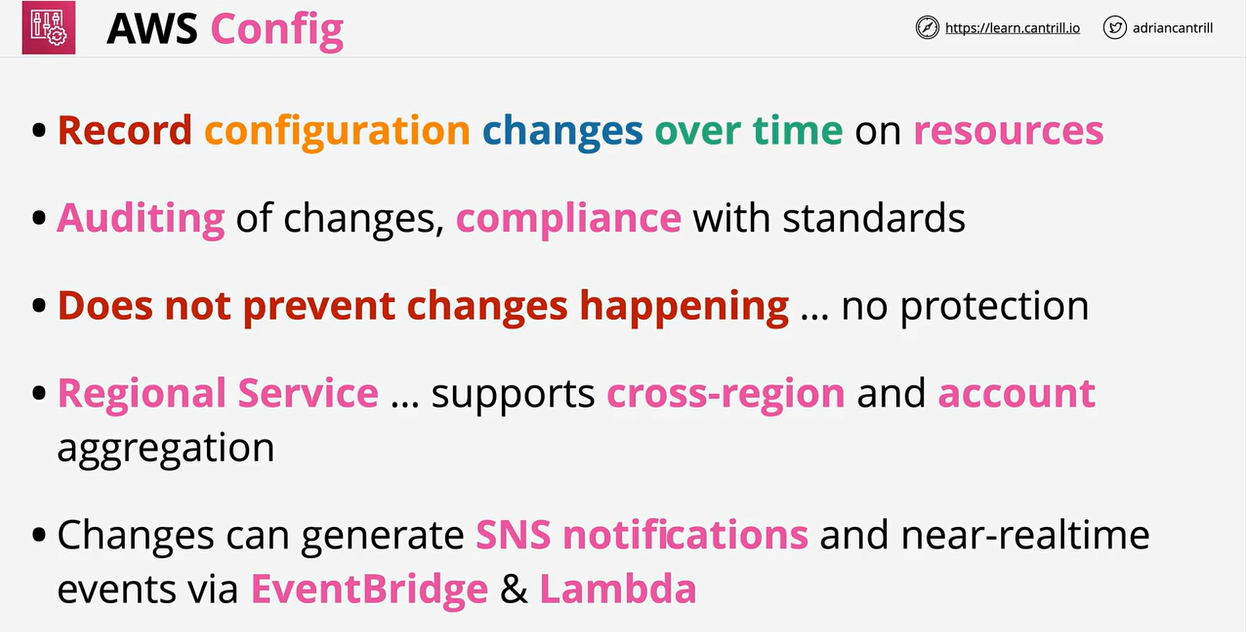 AWS Config
https://learn.cantrill.io
adriancantrill
• Record configuration changes over time on resources
• Auditing of changes, compliance with standards
• Does not prevent changes happening ... no protection
• Regional Service ... supports cross-region and account
aggregation
• Changes can generate SNS notifications and near-realtime
events via EventBridge & Lambda